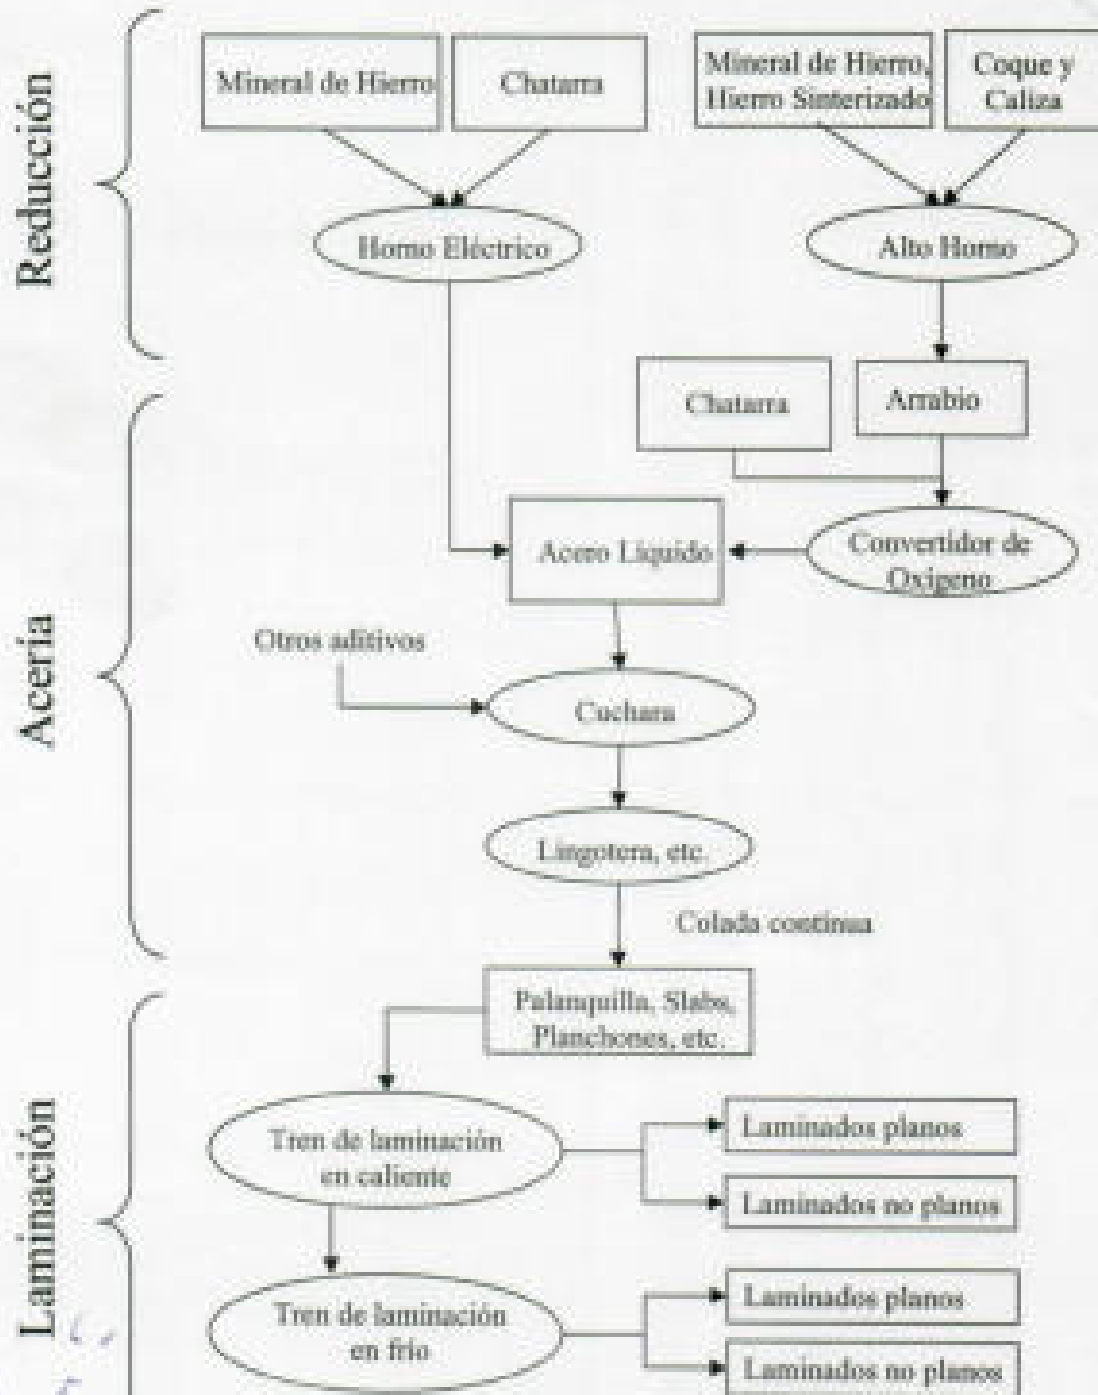 Reducción
Mineral de Hierro
Chatarra
Mineral de Hierro,
Hierro Sinterizado
Coque y
Caliza
Horno Eléctrico
Alto Horno
Acería
Chatarra
Arrabio
Acero Líquido
Convertidor de
Oxigeno
Otros aditivos
Cuchara
Lingotera, etc.
Colada contínua
Laminación
Palanquilla, Slabs,
Planchones, etc.
Tren de laminación
en caliente
Laminados planos
Laminados no planos
Tren de laminación
en frío
Laminados planos
Laminados no planos